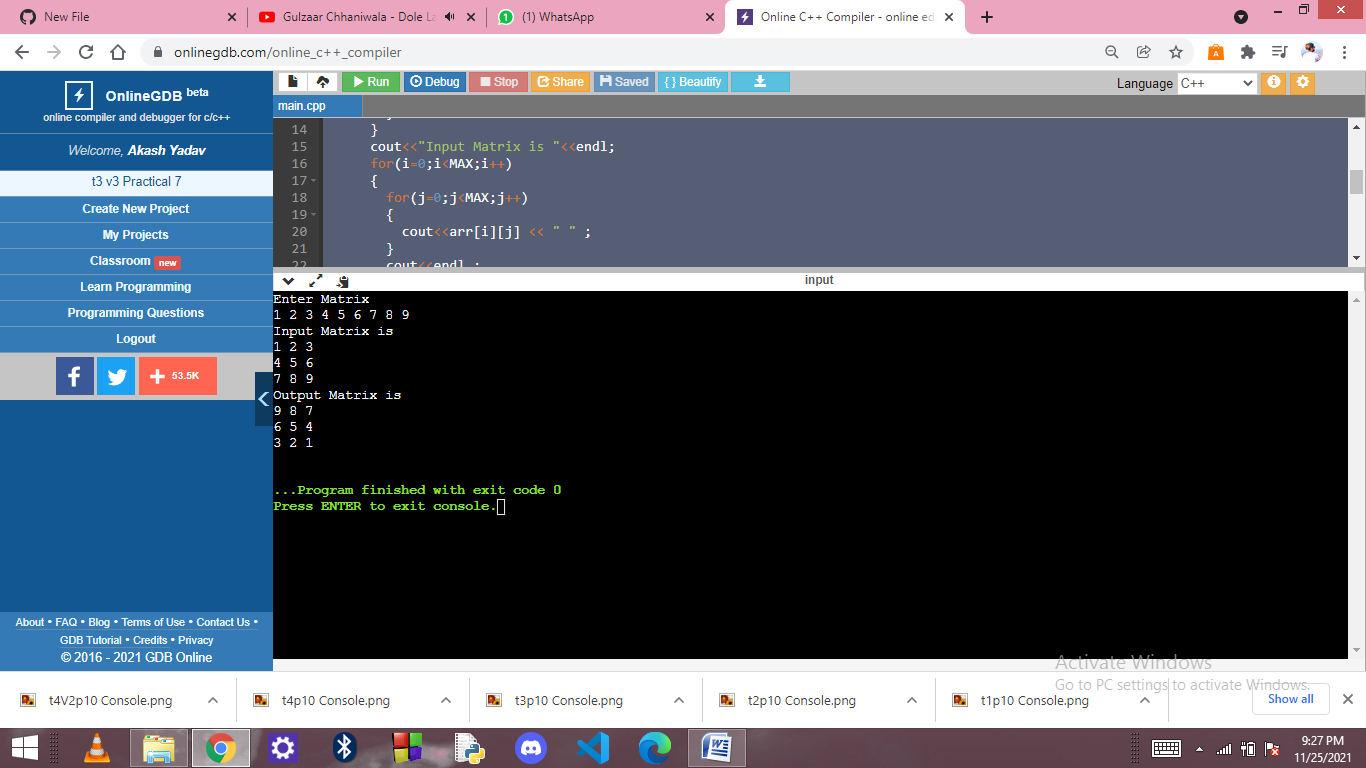 New File
Gulzaar Chhaniwala - Dole La
(1) WhatsApp
Online C++ Compiler - online ed
onlinegdb.com/online_c++_compiler
OnlineGDB beta
online compiler and debugger for c/c++
Welcome, Akash Yadav
t3 v3 Practical 7
Create New Project
My Projects
Classroom new
Learn Programming
Programming Questions
Logout
53.5K
About • FAQ • Blog • Terms of Use • Contact Us •
GDB Tutorial • Credits • Privacy
© 2016 - 2021 GDB Online
Run Debug Stop Share Saved { } Beautify
Language C++
main.cpp
14 }
15 cout<<"Input Matrix is "<<endl;
16 for(i=0;i<MAX;i++)
17 {
18 for(j=0;j<MAX;j++)
19 {
20 cout<<arr[i][j] << " " ;
21 }
22 cout<<endl ;
input
Enter Matrix
1 2 3 4 5 6 7 8 9
Input Matrix is
1 2 3
4 5 6
7 8 9
Output Matrix is
9 8 7
6 5 4
3 2 1
...Program finished with exit code 0
Press ENTER to exit console.
Activate Windows
Go to PC settings to activate Windows.
t4V2p10 Console.png
t4p10 Console.png
t3p10 Console.png
t2p10 Console.png
t1p10 Console.png
Show all
9:27 PM
11/25/2021